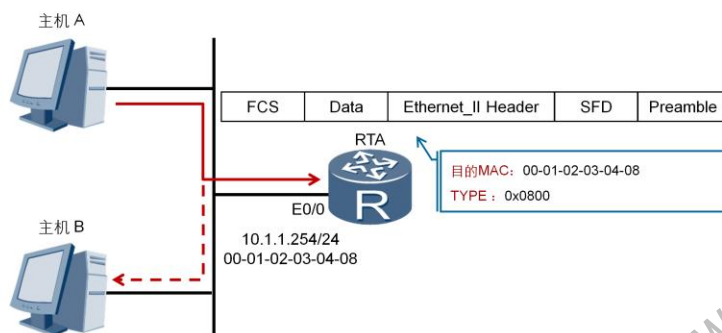 主机 A
FCS Data Ethernet_II Header SFD Preamble
RTA
目的MAC：00-01-02-03-04-08
TYPE ：0x0800
R
E0/0
主机 B
10.1.1.254/24
00-01-02-03-04-08